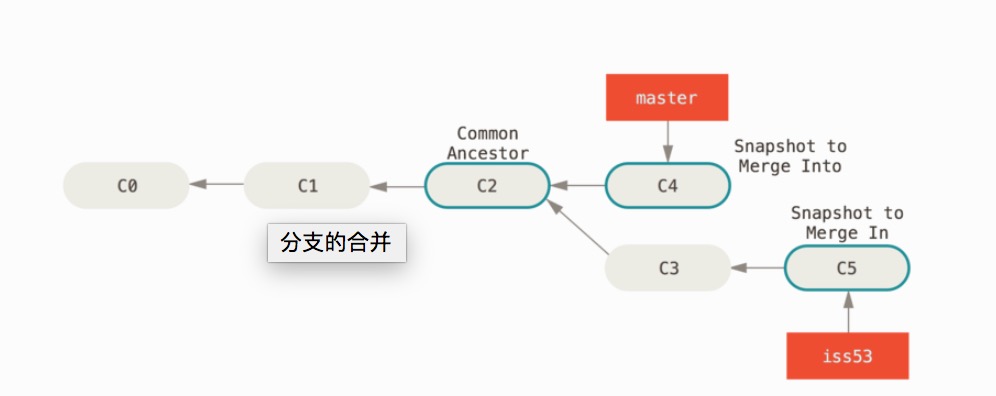 master
Common
Ancestor
Snapshot to
Merge Into
C0
C1
C2
C4
分支的合并
Snapshot to
Merge In
C3
C5
iss53